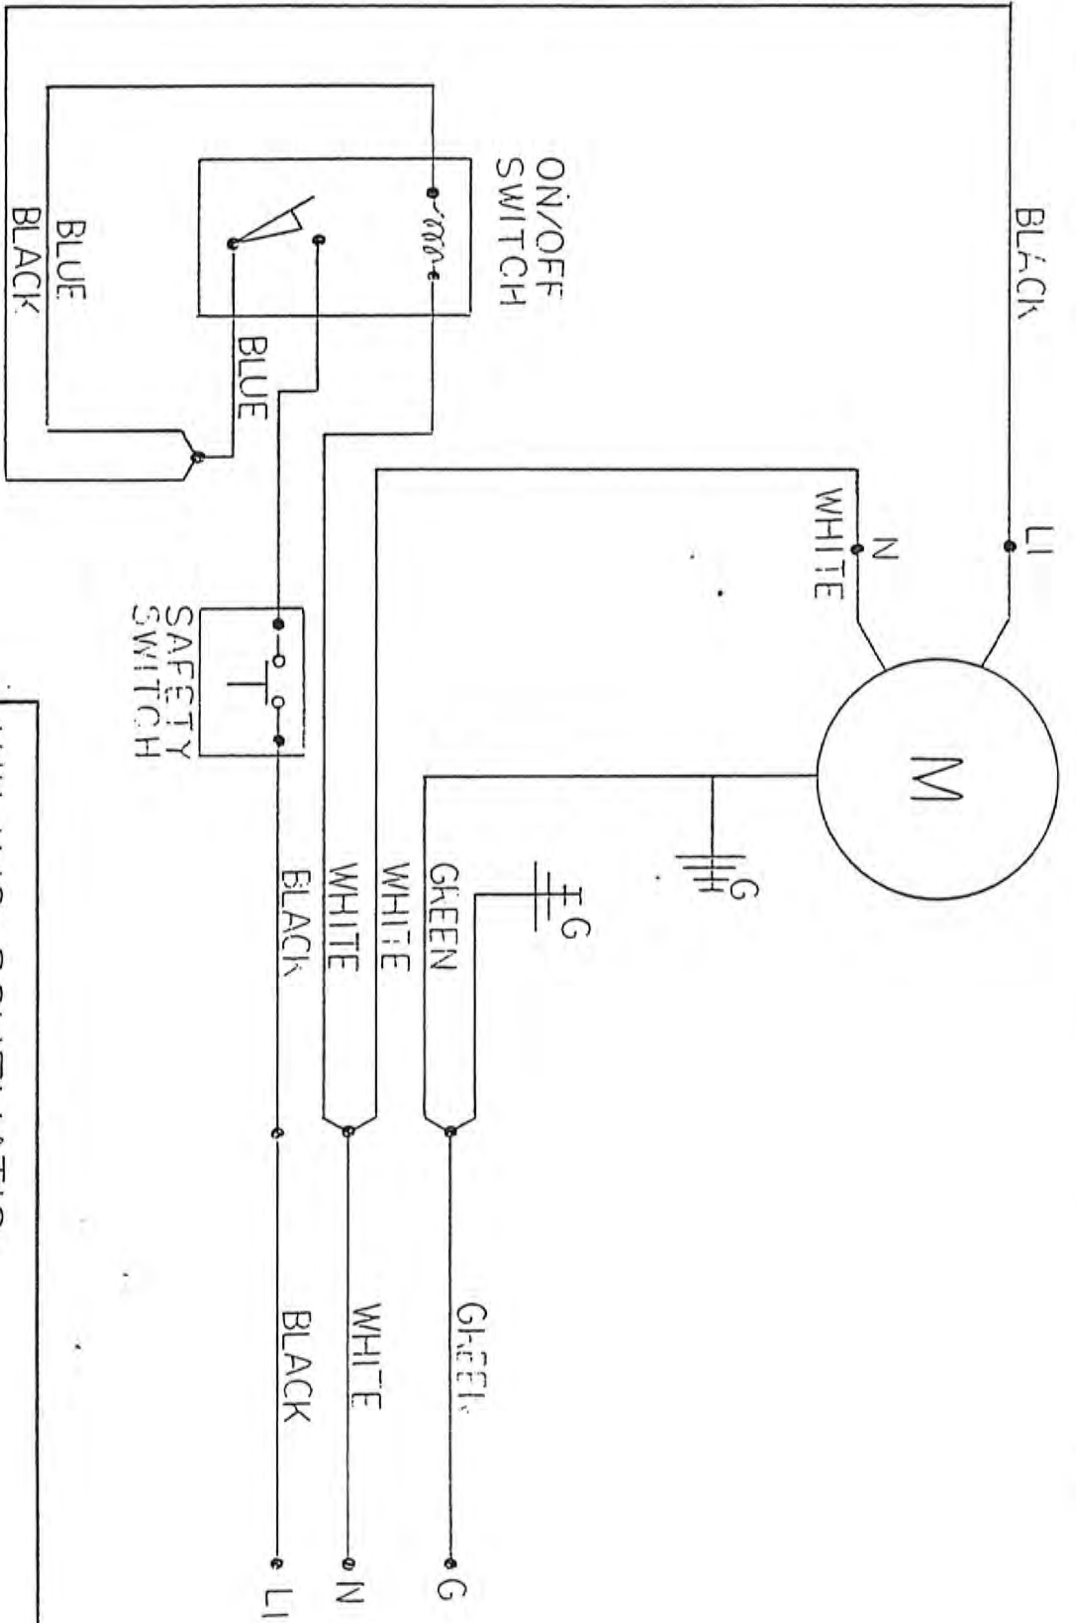 BLACK
L1
ON/OFF
SWITCH
N
WHITE
M
BLUE
BLUE
BLACK
SAFETY
SWITCH
G
G
GREEN
WHITE
WHITE
BLACK
GREEN
WHITE
BLACK
G
N
L1